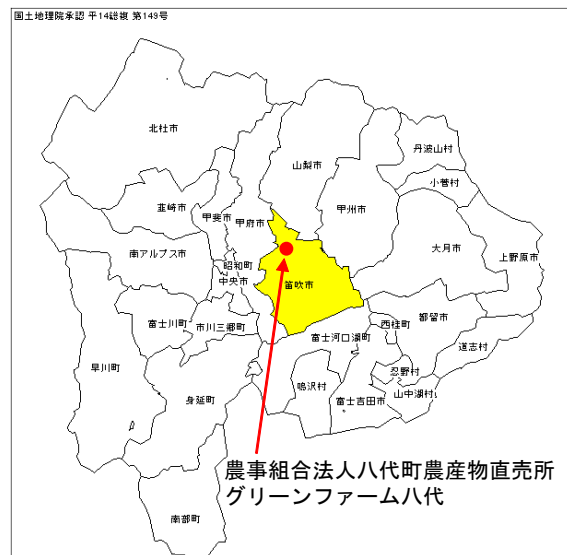 国土地理院承認 平14総複 第149号
北杜市
山梨市
丹波山村
小菅村
韮崎市
甲斐市
甲府市
甲州市
大月市
上野原市
南アルプス市
昭和町
中央市
笛吹市
富士川町
市川三郷町
富士河口湖町
西桂町
都留市
道志村
早川町
忍野村
身延町
鳴沢村
富士吉田市
山中湖村
南部町
農事組合法人八代町農産物直売所
グリーンファーム八代